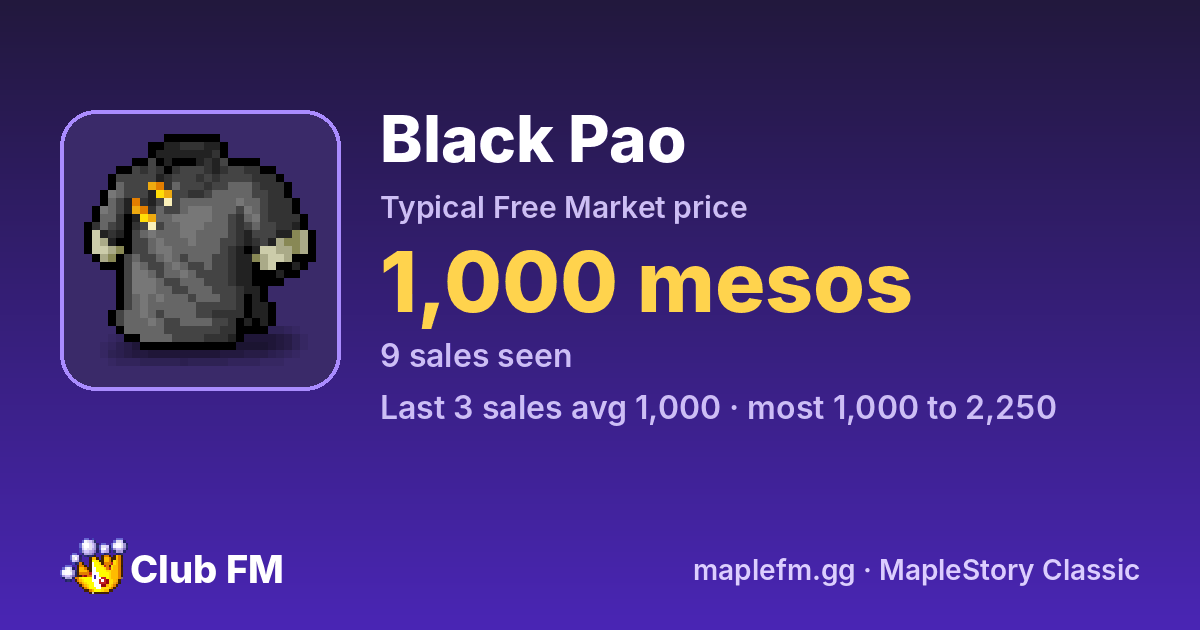 Black Pao
Typical Free Market price
1,000 mesos
9 sales seen
Last 3 sales avg 1,000 · most 1,000 to 2,250
Club FM
maplefm.gg · MapleStory Classic